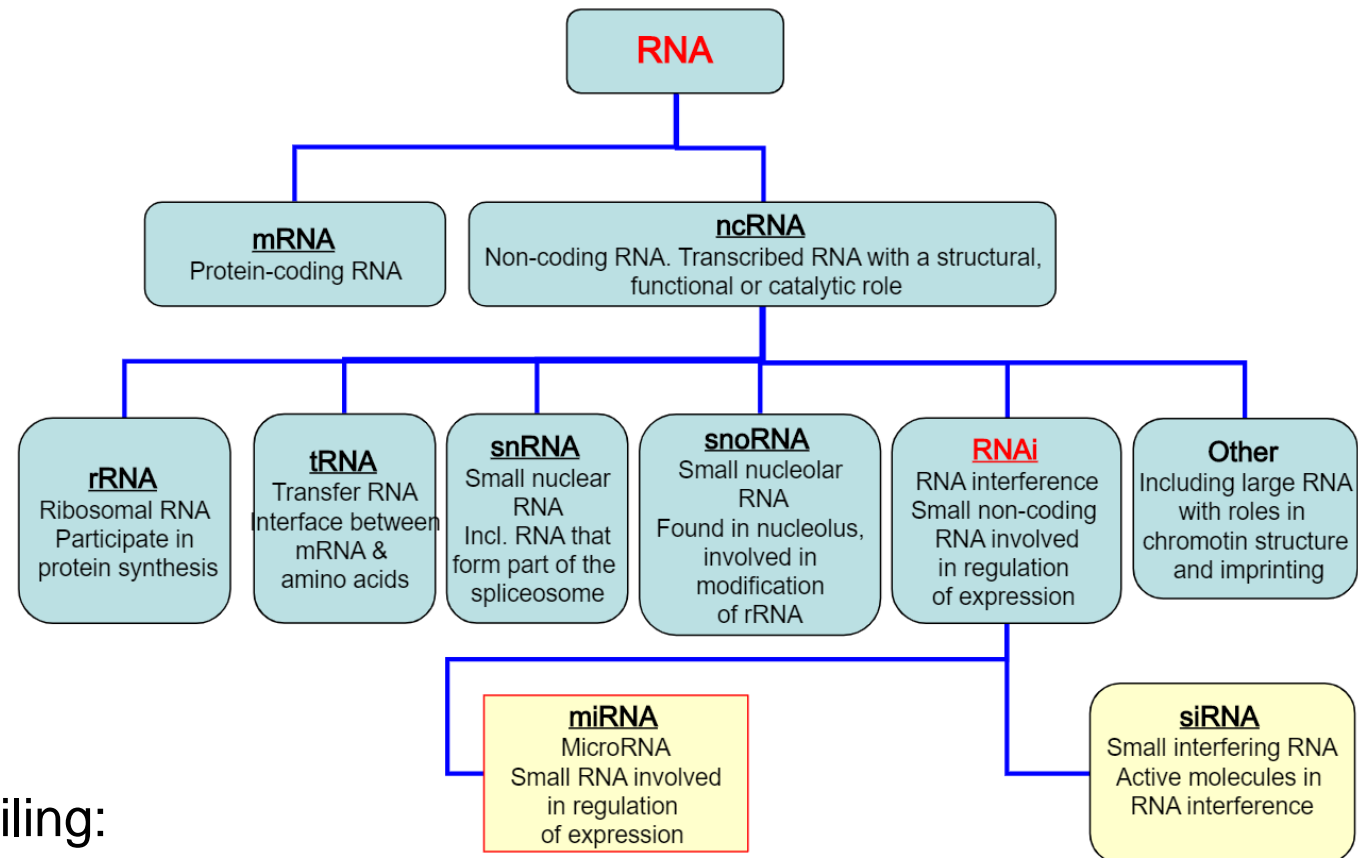 RNA
mRNA
Protein-coding RNA
ncRNA
Non-coding RNA. Transcribed RNA with a structural,
functional or catalytic role
rRNA
Ribosomal RNA
Participate in
protein synthesis
tRNA
Transfer RNA
Interface between
mRNA &
amino acids
snRNA
Small nuclear
RNA
Incl. RNA that
form part of the
spliceosome
snoRNA
Small nucleolar
RNA
Found in nucleolus,
involved in
modification
of rRNA
RNAi
RNA interference
Small non-coding
RNA involved
in regulation
of expression
Other
Including large RNA
with roles in
chromotin structure
and imprinting
miRNA
MicroRNA
Small RNA involved
in regulation
of expression
siRNA
Small interfering RNA
Active molecules in
RNA interference
iling: